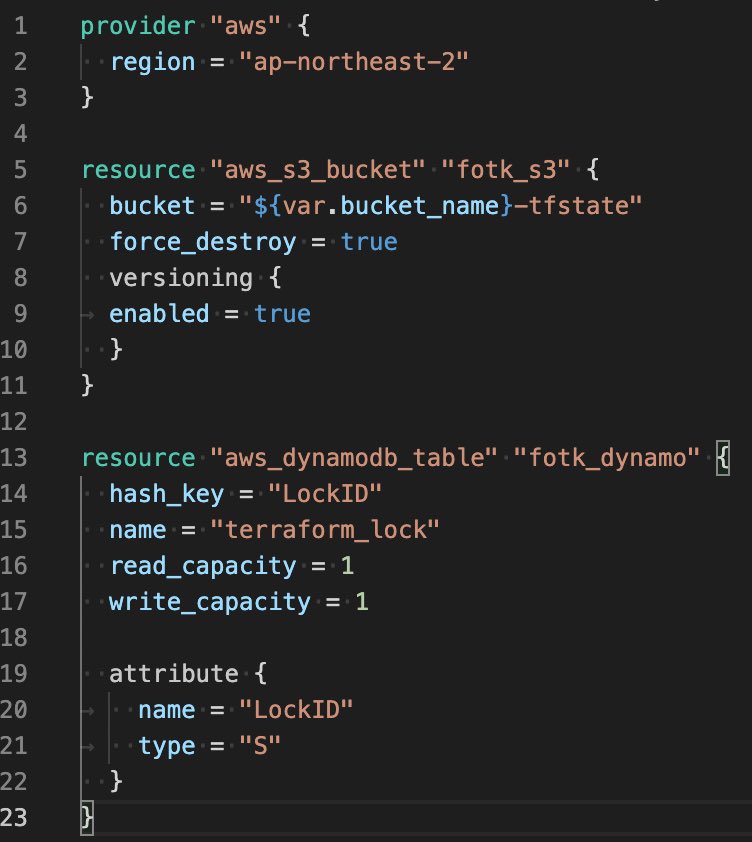 1 provider "aws" {
2   region = "ap-northeast-2"
3 }
4
5 resource "aws_s3_bucket" "fotk_s3" {
6   bucket = "${var.bucket_name}-tfstate"
7   force_destroy = true
8   versioning {
9   enabled = true
10   }
11 }
12
13 resource "aws_dynamodb_table" "fotk_dynamo" {
14   hash_key = "LockID"
15   name = "terraform_lock"
16   read_capacity = 1
17   write_capacity = 1
18
19   attribute {
20     name = "LockID"
21     type = "S"
22   }
23 }